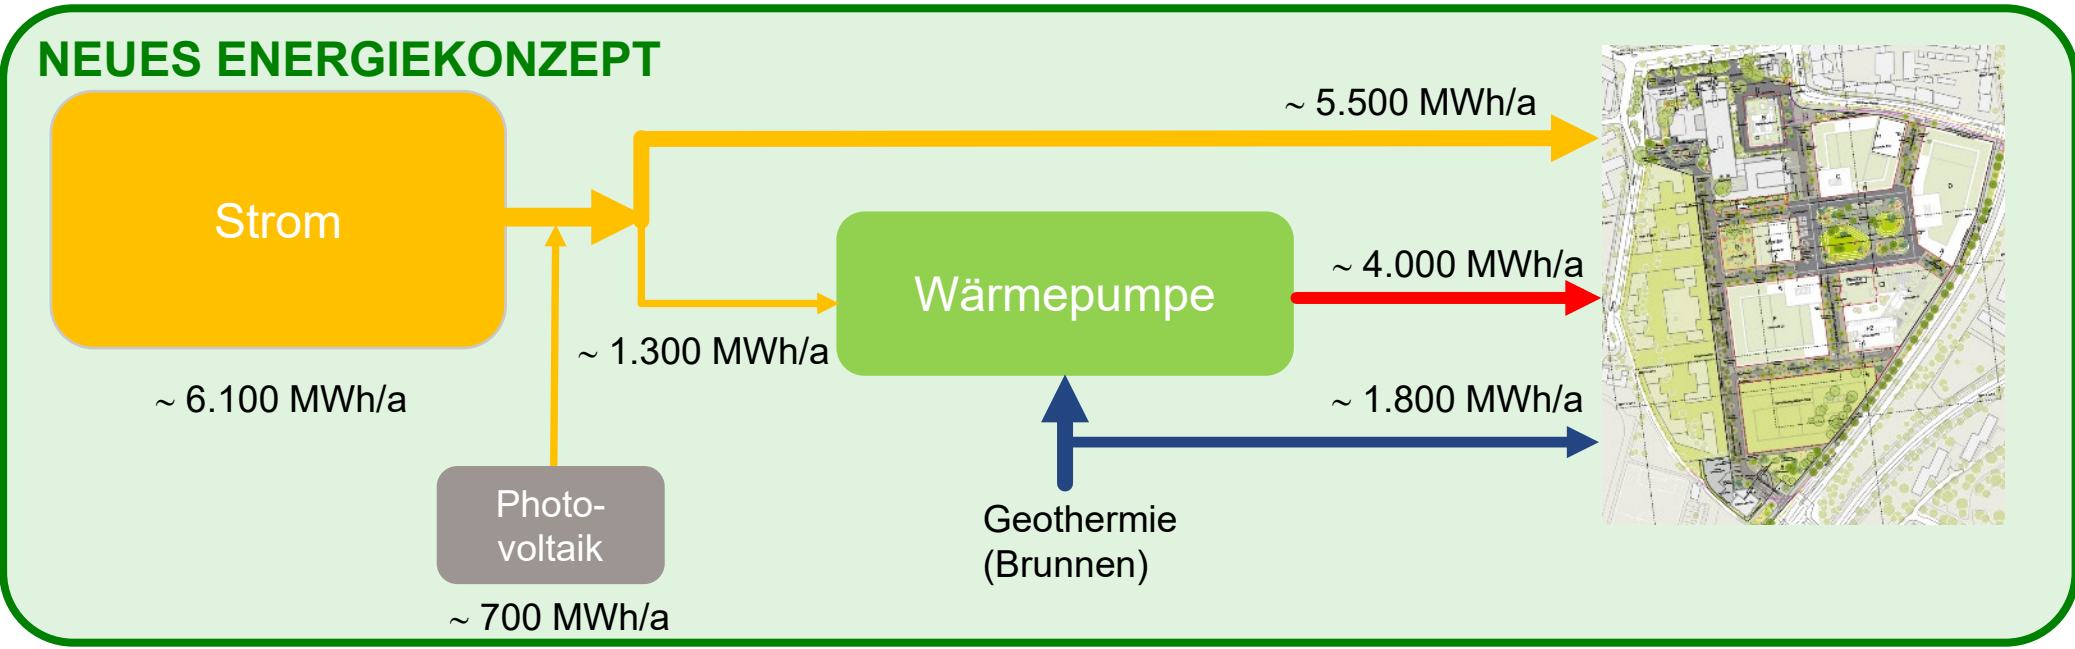 NEUES ENERGIEKONZEPT
~ 5.500 MWh/a
Strom
Wärmepumpe
~ 4.000 MWh/a
~ 1.300 MWh/a
~ 6.100 MWh/a
~ 1.800 MWh/a
Photo-
voltaik
Geothermie
(Brunnen)
~ 700 MWh/a